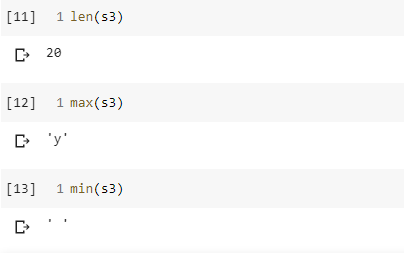 [11] 1 len(s3)
20
[12] 1 max(s3)
'y'
[13] 1 min(s3)
' '